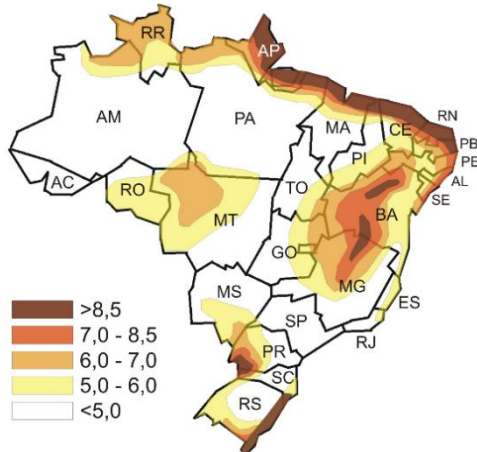 RR
AP
AM
PA
MA
CE
RN
PB
PE
PI
AL
SE
AC
RO
TO
BA
MT
GO
MG
MS
ES
SP
RJ
PR
SC
RS
>8,5
7,0 - 8,5
6,0 - 7,0
5,0 - 6,0
<5,0